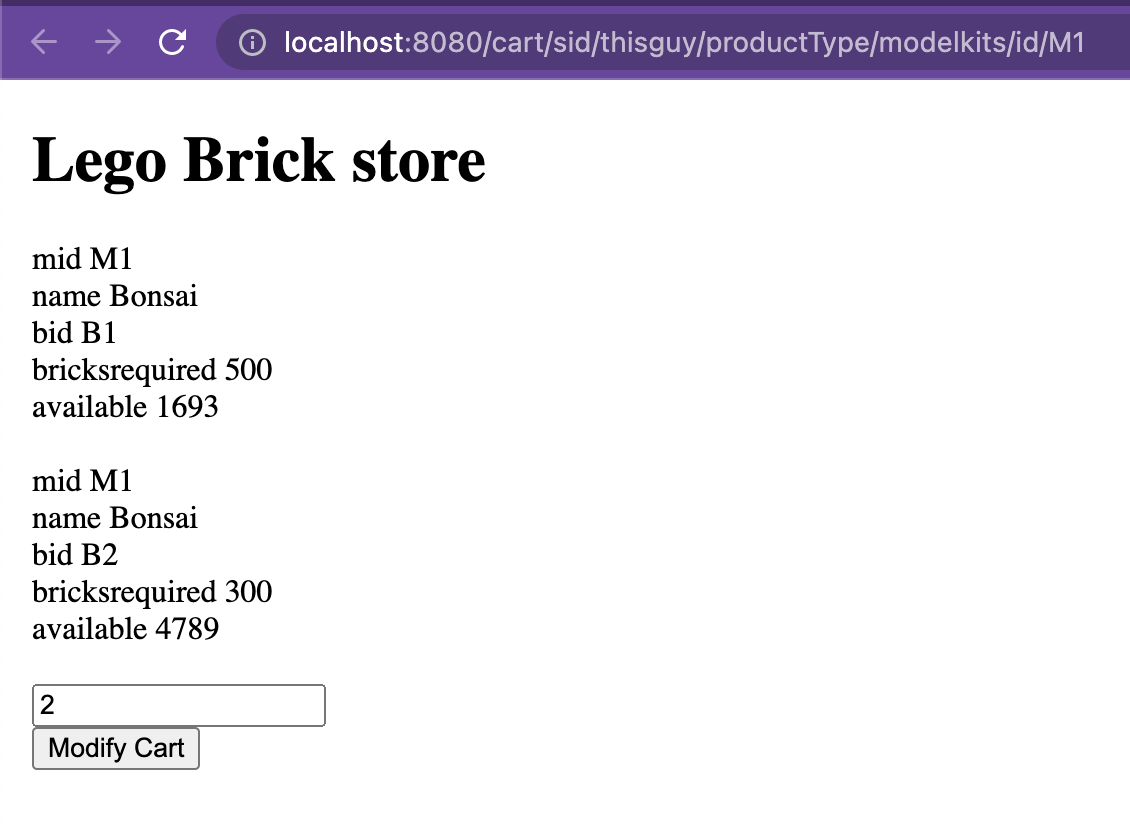 localhost:8080/cart/sid/thisguy/productType/modelkits/id/M1
Lego Brick store
mid M1
name Bonsai
bid B1
bricksrequired 500
available 1693
mid M1
name Bonsai
bid B2
bricksrequired 300
available 4789
2
Modify Cart